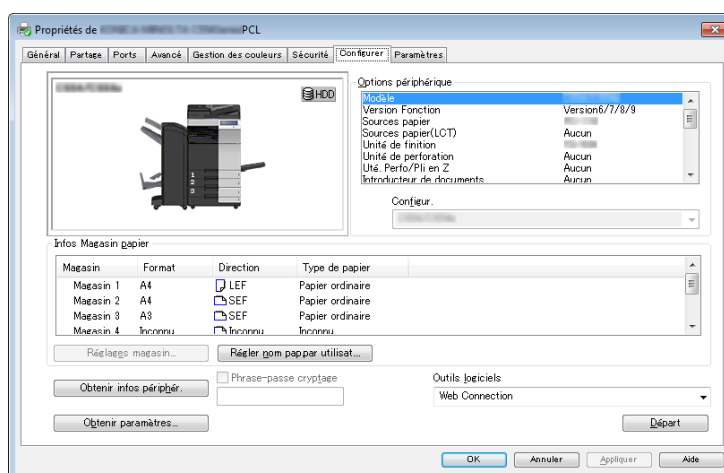 Propriétés de PCL
Général Partage Ports Avancé Gestion des couleurs Sécurité Configurer Paramètres
HDD
1
2
3
Options périphérique
Modèle
Version Fonction Version6/7/8/9
Sources papier
Sources papier(LCT) Aucun
Unité de finition
Unité de perforation Aucun
Uté. Perfo/Pli en Z Aucun
Introducteur de documents Aucun
Configur.
Infos Magasin papier
Magasin Format Direction Type de papier
Magasin 1 A4 LEF Papier ordinaire
Magasin 2 A4 SEF Papier ordinaire
Magasin 3 A3 SEF Papier ordinaire
Magasin 4 Inconnu Inconnu Papier ordinaire
Réglages magasin... Régler nom pap.par utilisat...
Obtenir infos périphér.
Phrase-passe cryptage
Outils logiciels
Web Connection
Obtenir paramètres...
Départ
OK Annuler Appliquer Aide